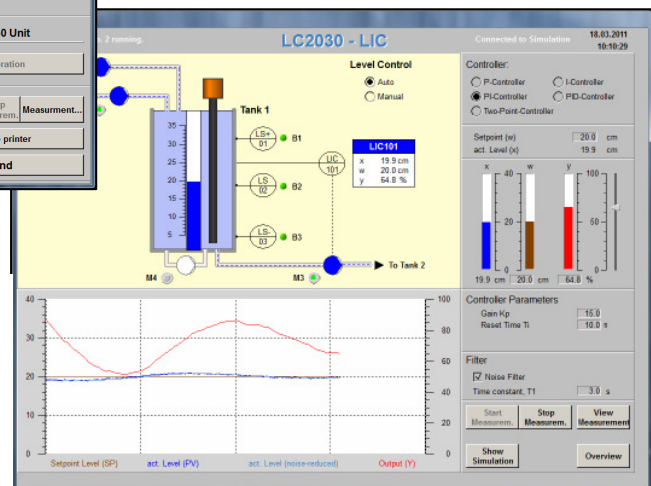 0 Unit
ration
p
rem.
Measurment...
printer
nd
2 running.
LC2030 - LIC
Connected to Simulation
18.03.2011
10:10:29
Level Control
Auto
Manual
Tank 1
35
30
25
20
15
10
5
LS+
01
B1
LS
02
B2
LS-
03
B3
LIC
101
LIC101
x 19.9 cm
w 20.0 cm
y 64.8 %
M4
M3
To Tank 2
Controller:
P-Controller
I-Controller
PI-Controller
PID-Controller
Two-Point-Controller
Setpoint (w) 20.0 cm
act. Level (x) 19.9 cm
x w y
40 100
20 50
0 0
19.9 cm 20.0 cm 64.8 %
Controller Parameters
Gain Kp 15.0
Reset Time Ti 10.0 s
Filter
Noise Filter
Time constant, T1 3.0 s
Start
Measurem.
Stop
Measurem.
View
Measurement
Show
Simulation
Overview
40 100
30 80
60
20
40
10
20
0 0
Setpoint Level (SP) act. Level (PV) act. Level (noise-reduced) Output (Y)